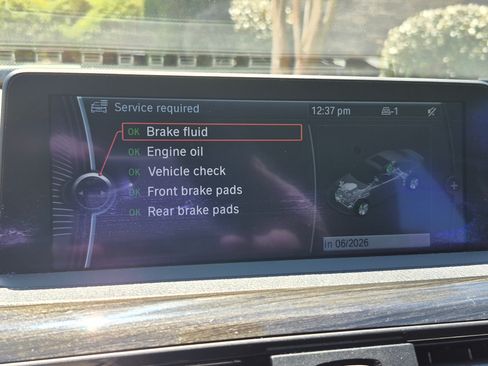 Service required
12:37 pm
-1
OK Brake fluid
OK Engine oil
OK Vehicle check
OK Front brake pads
OK Rear brake pads
+
in 06/2026